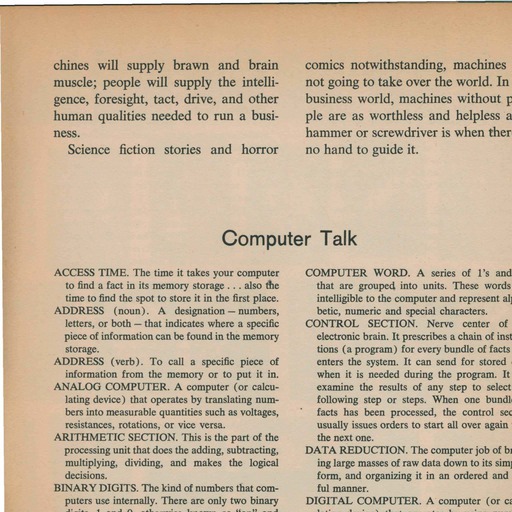 chines will supply brawn and brain
muscle; people will supply the intelli-
gence, foresight, tact, drive, and other
human qualities needed to run a busi-
ness.
Science fiction stories and horror
comics notwithstanding, machines
not going to take over the world. In
business world, machines without p
ple are as worthless and helpless a
hammer or screwdriver is when ther
no hand to guide it.
Computer Talk
ACCESS TIME. The time it takes your computer
to find a fact in its memory storage . . . also the
time to find the spot to store it in the first place.
ADDRESS (noun). A designation — numbers,
letters, or both — that indicates where a specific
piece of information can be found in the memory
storage.
ADDRESS (verb). To call a specific piece of
information from the memory or to put it in.
ANALOG COMPUTER. A computer (or calcu-
lating device) that operates by translating num-
bers into measurable quantities such as voltages,
resistances, rotations, or vice versa.
ARITHMETIC SECTION. This is the part of the
processing unit that does the adding, subtracting,
multiplying, dividing, and makes the logical
decisions.
BINARY DIGITS. The kind of numbers that com-
puters use internally. There are only two binary
COMPUTER WORD. A series of 1's and
that are grouped into units. These words
intelligible to the computer and represent al
betic, numeric and special characters.
CONTROL SECTION. Nerve center of
electronic brain. It prescribes a chain of inst
tions (a program) for every bundle of facts
enters the system. It can send for stored
when it is needed during the program. It
examine the results of any step to select
following step or steps. When one bundl
facts has been processed, the control sec
usually issues orders to start all over again
the next one.
DATA REDUCTION. The computer job of b
ing large masses of raw data down to its sim
form, and organizing it in an ordered and
ful manner.
DIGITAL COMPUTER. A computer (or ca